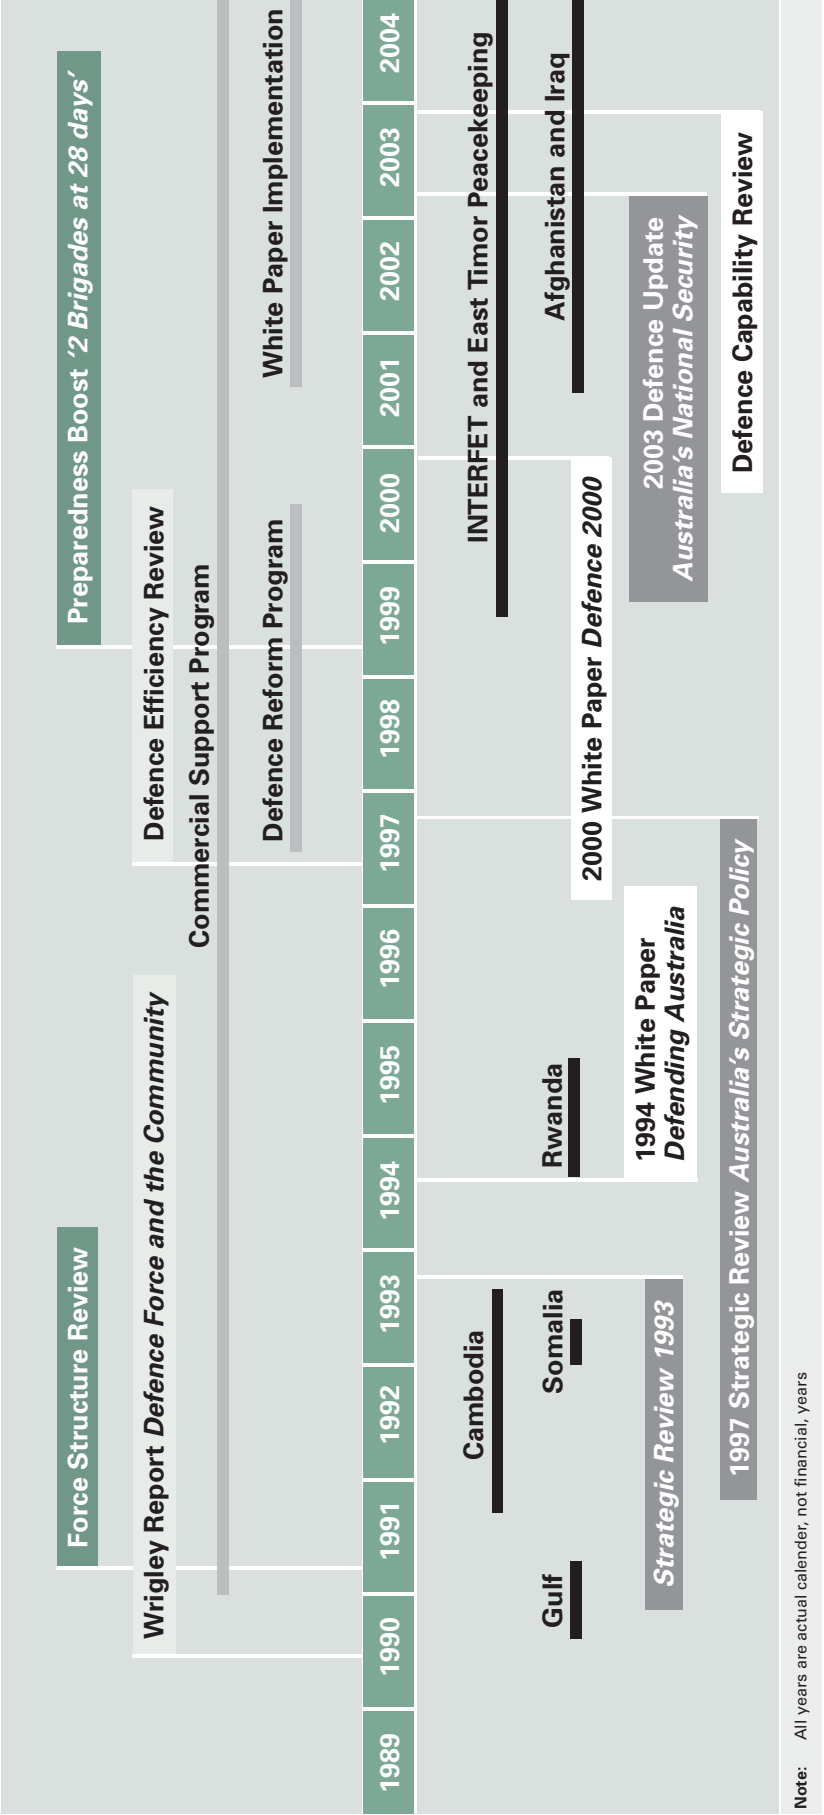 Force Structure Review
Preparedness Boost '2 Brigades at 28 days'
Wrigley Report Defence Force and the Community
Defence Efficiency Review
Commercial Support Program
Defence Reform Program
White Paper Implementation
1989
1990
1991
1992
1993
1994
1995
1996
1997
1998
1999
2000
2001
2002
2003
2004
Cambodia
INTERFET and East Timor Peacekeeping
Gulf
Somalia
Rwanda
Afghanistan and Iraq
2000 White Paper Defence 2000
Strategic Review 1993
1994 White Paper
Defending Australia
2003 Defence Update
Australia's National Security
1997 Strategic Review Australia's Strategic Policy
Defence Capability Review
Note: All years are actual calender, not financial, years